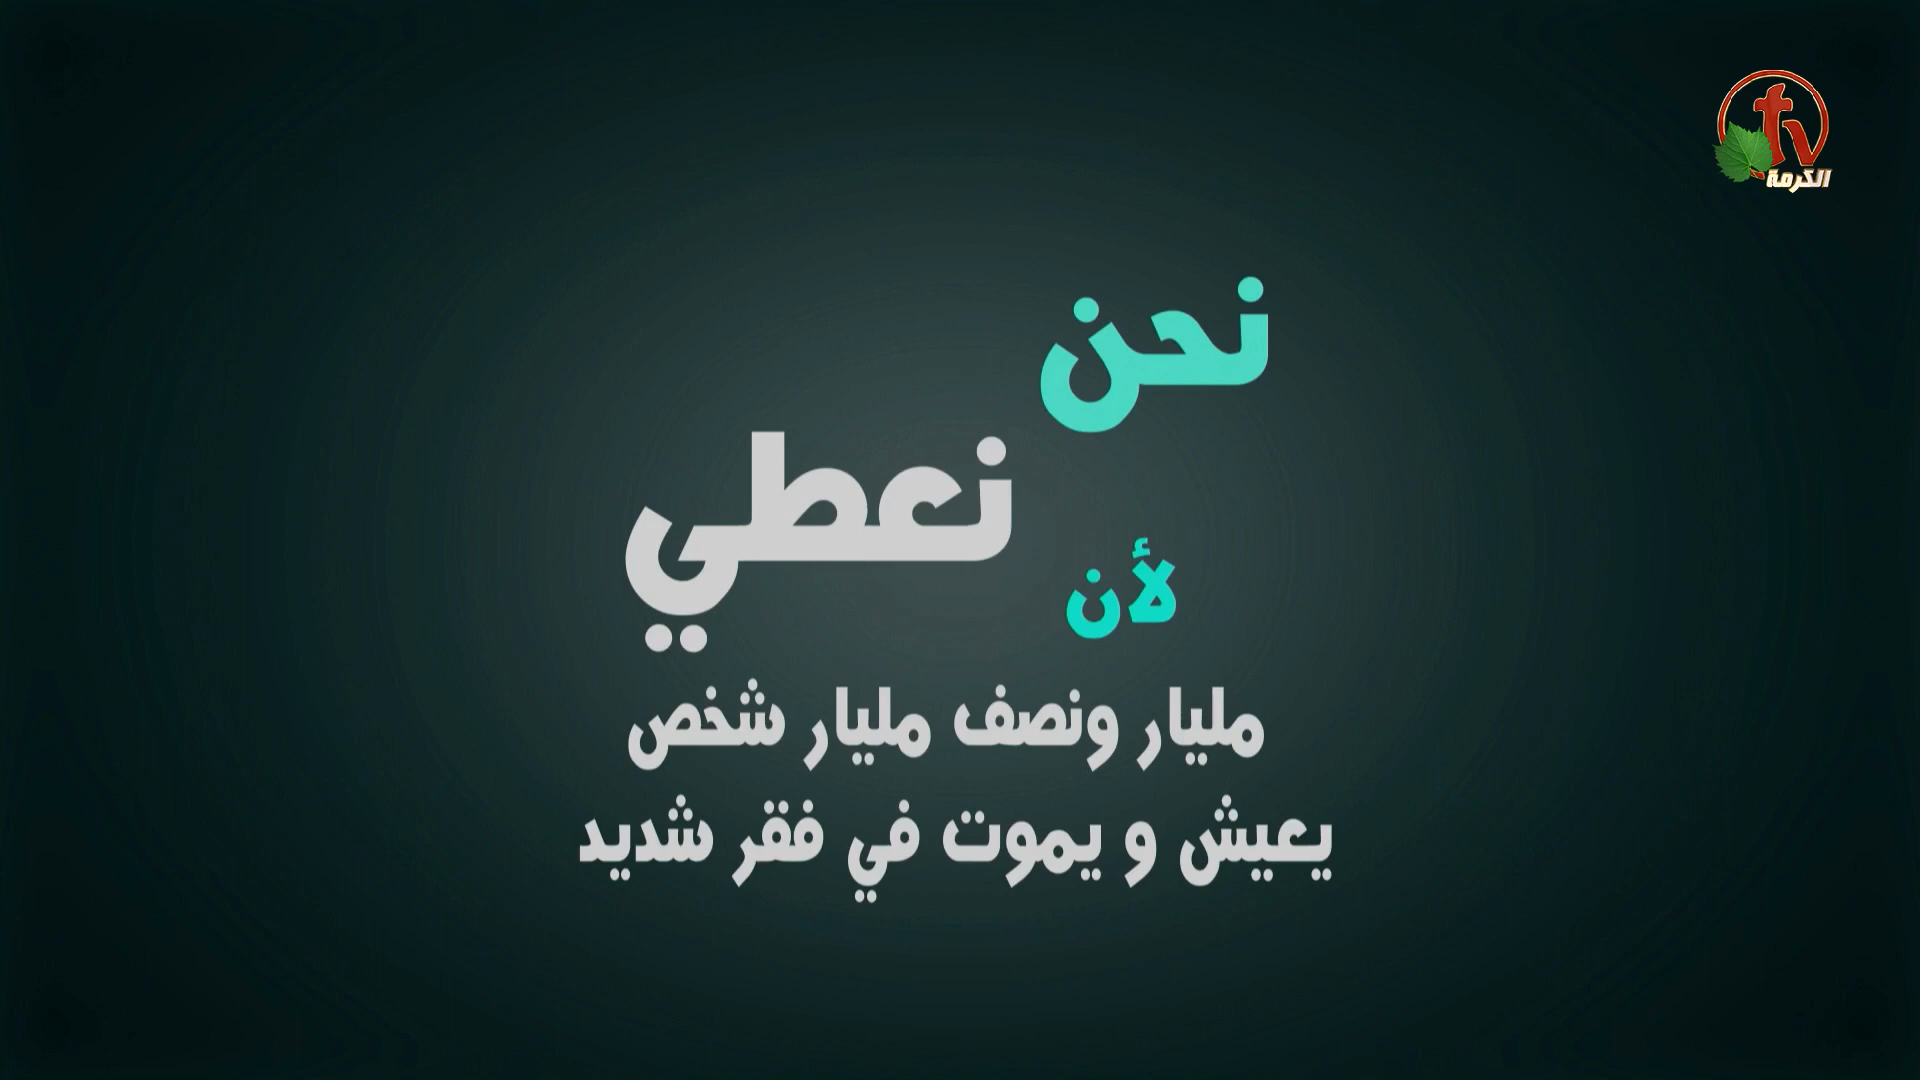 tv
الكرمة
نحن
نعطي
لأن
مليار ونصف مليار شخص
يعيش و يموت في فقر شديد